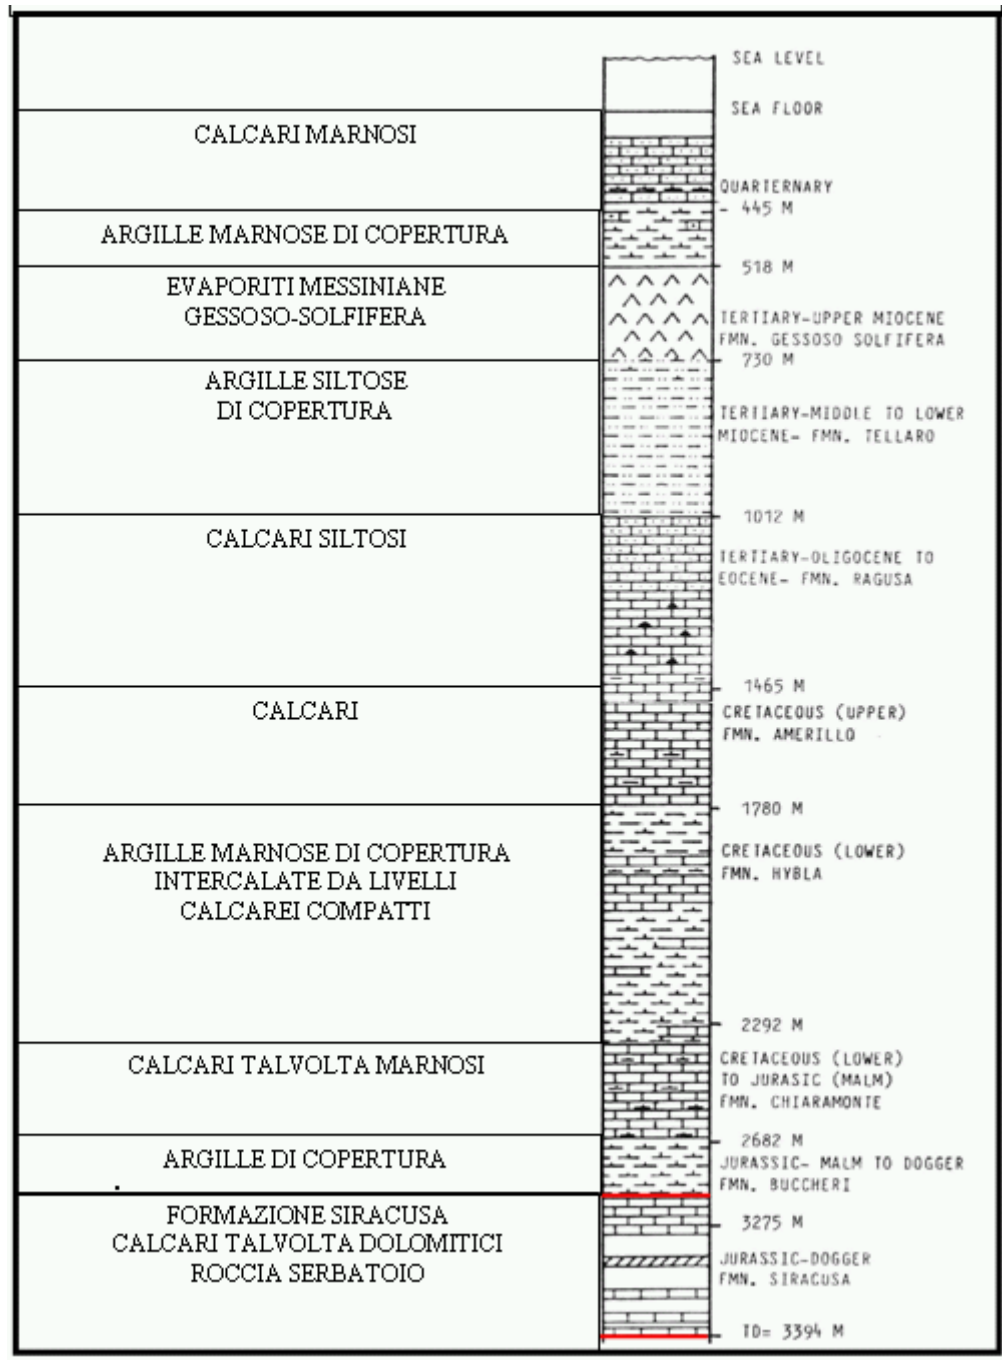 SEA LEVEL
SEA FLOOR
CALCARI MARNOSI
QUARTERNARY
445 M
ARGILLE MARNOSE DI COPERTURA
518 M
EVAPORITI MESSINIANE
GESSOSO-SOLFIFERA
TERTIARY-UPPER MIOCENE
FMN. GESSOSO SOLFIFERA
730 M
ARGILLE SILTOSE
DI COPERTURA
TERTIARY-MIDDLE TO LOWER
MIOCENE- FMN. TELLARO
1012 M
CALCARI SILTOSI
TERTIARY-OLIGOCENE TO
EOCENE- FMN. RAGUSA
1465 M
CALCARI
CRETACEOUS (UPPER)
FMN. AMERILLO
1780 M
ARGILLE MARNOSE DI COPERTURA
INTERCALATE DA LIVELLI
CALCAREI COMPATTI
CRETACEOUS (LOWER)
FMN. HYBLA
2292 M
CALCARI TALVOLTA MARNOSI
CRETACEOUS (LOWER)
TO JURASIC (MALM)
FMN. CHIARAMONTE
2682 M
ARGILLE DI COPERTURA
JURASSIC- MALM TO DOGGER
FMN. BUCCHERI
FORMAZIONE SIRACUSA
CALCARI TALVOLTA DOLOMITICI
ROCCIA SERBATOIO
3275 M
JURASSIC-DOGGER
FMN. SIRACUSA
TD= 3394 M